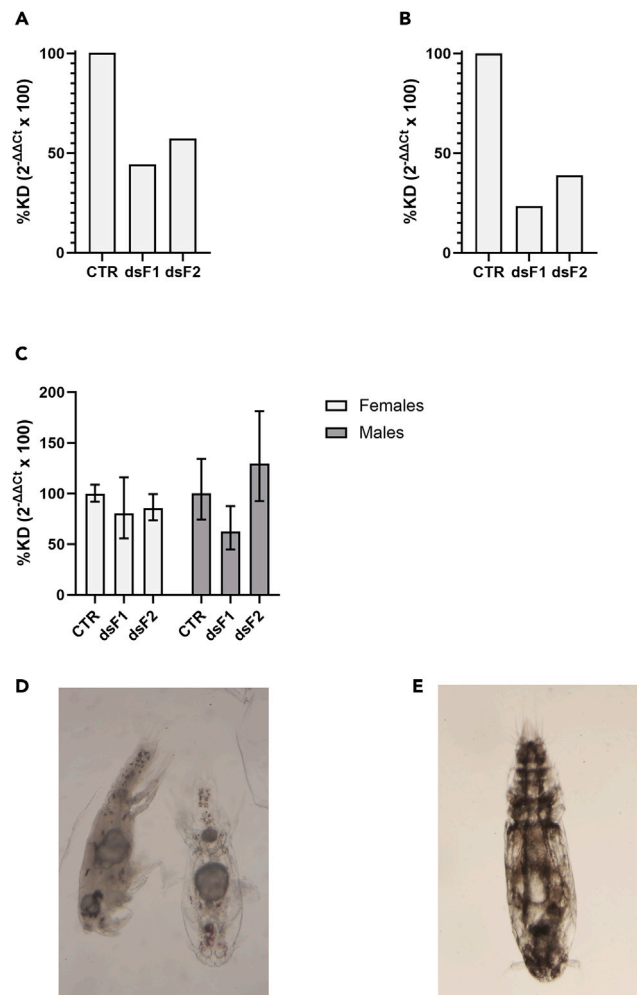 A
%KD (2-ΔΔCt x 100)
100
50
0
CTR dsF1 dsF2
B
%KD (2-ΔΔCt x 100)
100
50
0
CTR dsF1 dsF2
C
%KD (2-ΔΔCt x 100)
200
150
100
50
0
CTR dsF1 dsF2 CTR dsF1 dsF2
Females
Males
D
E